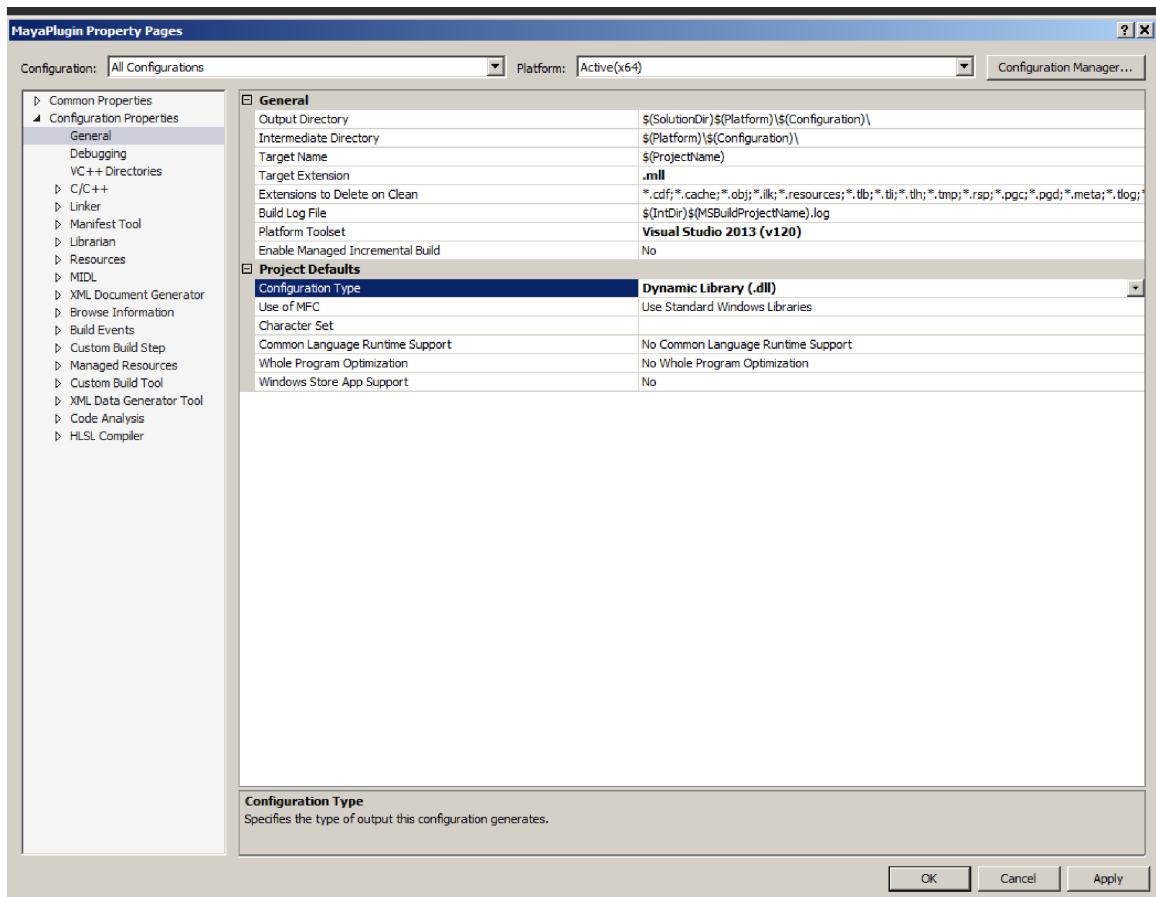 MayaPlugin Property Pages
Configuration: All Configurations Platform: Active(x64) Configuration Manager...
Common Properties
Configuration Properties
General
Debugging
VC++ Directories
C/C++
Linker
Manifest Tool
Librarian
Resources
MIDL
XML Document Generator
Browse Information
Build Events
Custom Build Step
Managed Resources
Custom Build Tool
XML Data Generator Tool
Code Analysis
HLSL Compiler
General
Output Directory $(SolutionDir)$(Platform)\$(Configuration)\
Intermediate Directory $(Platform)\$(Configuration)\
Target Name $(ProjectName)
Target Extension .mll
Extensions to Delete on Clean *.cdf;*.cache;*.obj;*.ilk;*.resources;*.tlb;*.tli;*.tlh;*.tmp;*.rsp;*.pgc;*.pgd;*.meta;*.tlog;*
Build Log File $(IntDir)$(MSBuildProjectName).log
Platform Toolset Visual Studio 2013 (v120)
Enable Managed Incremental Build No
Project Defaults
Configuration Type Dynamic Library (.dll)
Use of MFC Use Standard Windows Libraries
Character Set
Common Language Runtime Support No Common Language Runtime Support
Whole Program Optimization No Whole Program Optimization
Windows Store App Support No
Configuration Type
Specifies the type of output this configuration generates.
OK Cancel Apply